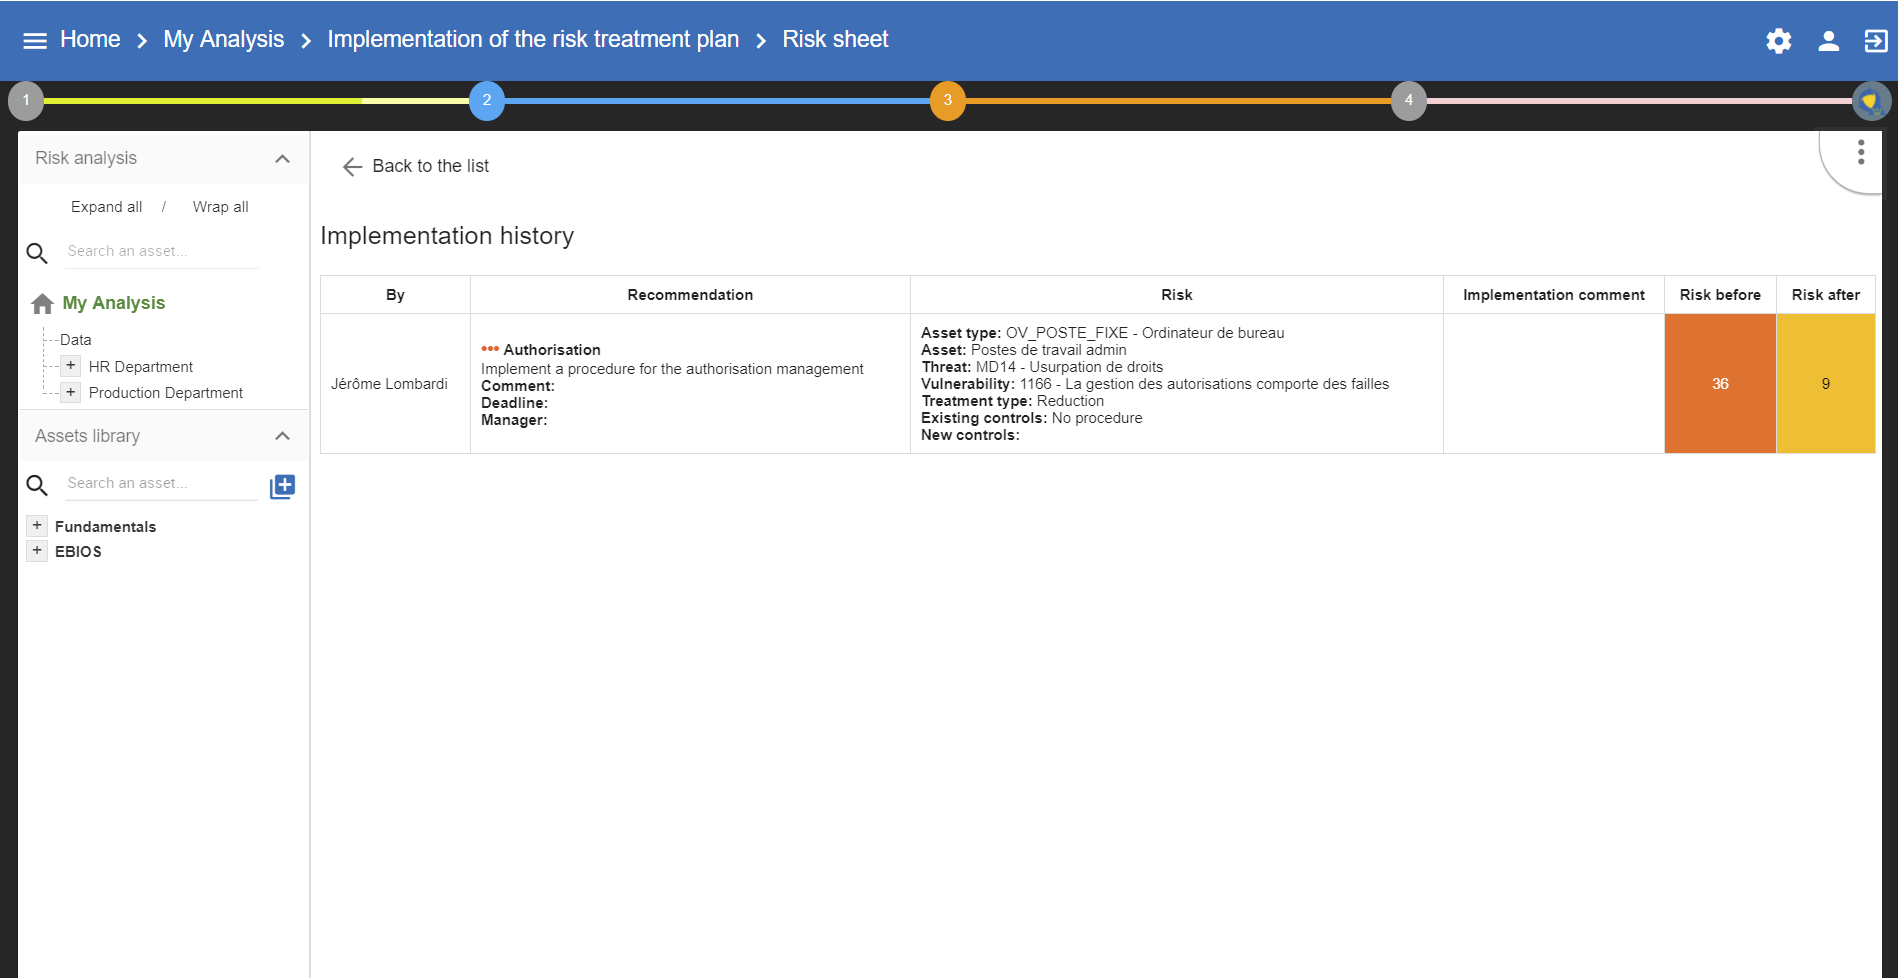 Home > My Analysis > Implementation of the risk treatment plan > Risk sheet
1 2 3 4
Risk analysis
Expand all / Wrap all
Search an asset...
My Analysis
Data
+ HR Department
+ Production Department
Assets library
Search an asset...
+ Fundamentals
+ EBIOS
Back to the list
Implementation history
By Recommendation Risk Implementation comment Risk before Risk after
Jérôme Lombardi
Authorisation
Implement a procedure for the authorisation management
Comment:
Deadline:
Manager:
Asset type: OV_POSTE_FIXE - Ordinateur de bureau
Asset: Postes de travail admin
Threat: MD14 - Usurpation de droits
Vulnerability: 1166 - La gestion des autorisations comporte des failles
Treatment type: Reduction
Existing controls: No procedure
New controls:
36
9